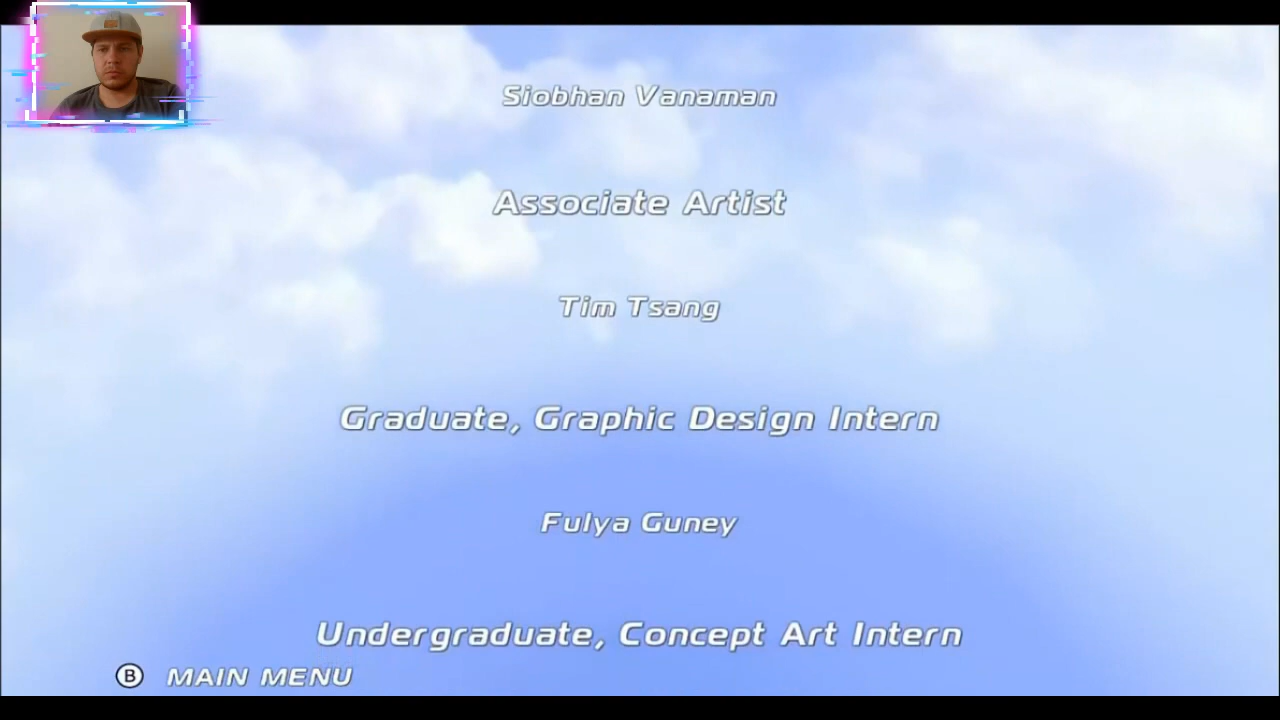 Siobhan Vanaman
Associate Artist
Tim Tsang
Graduate, Graphic Design Intern
Fulya Guney
Undergraduate, Concept Art Intern
B MAIN MENU